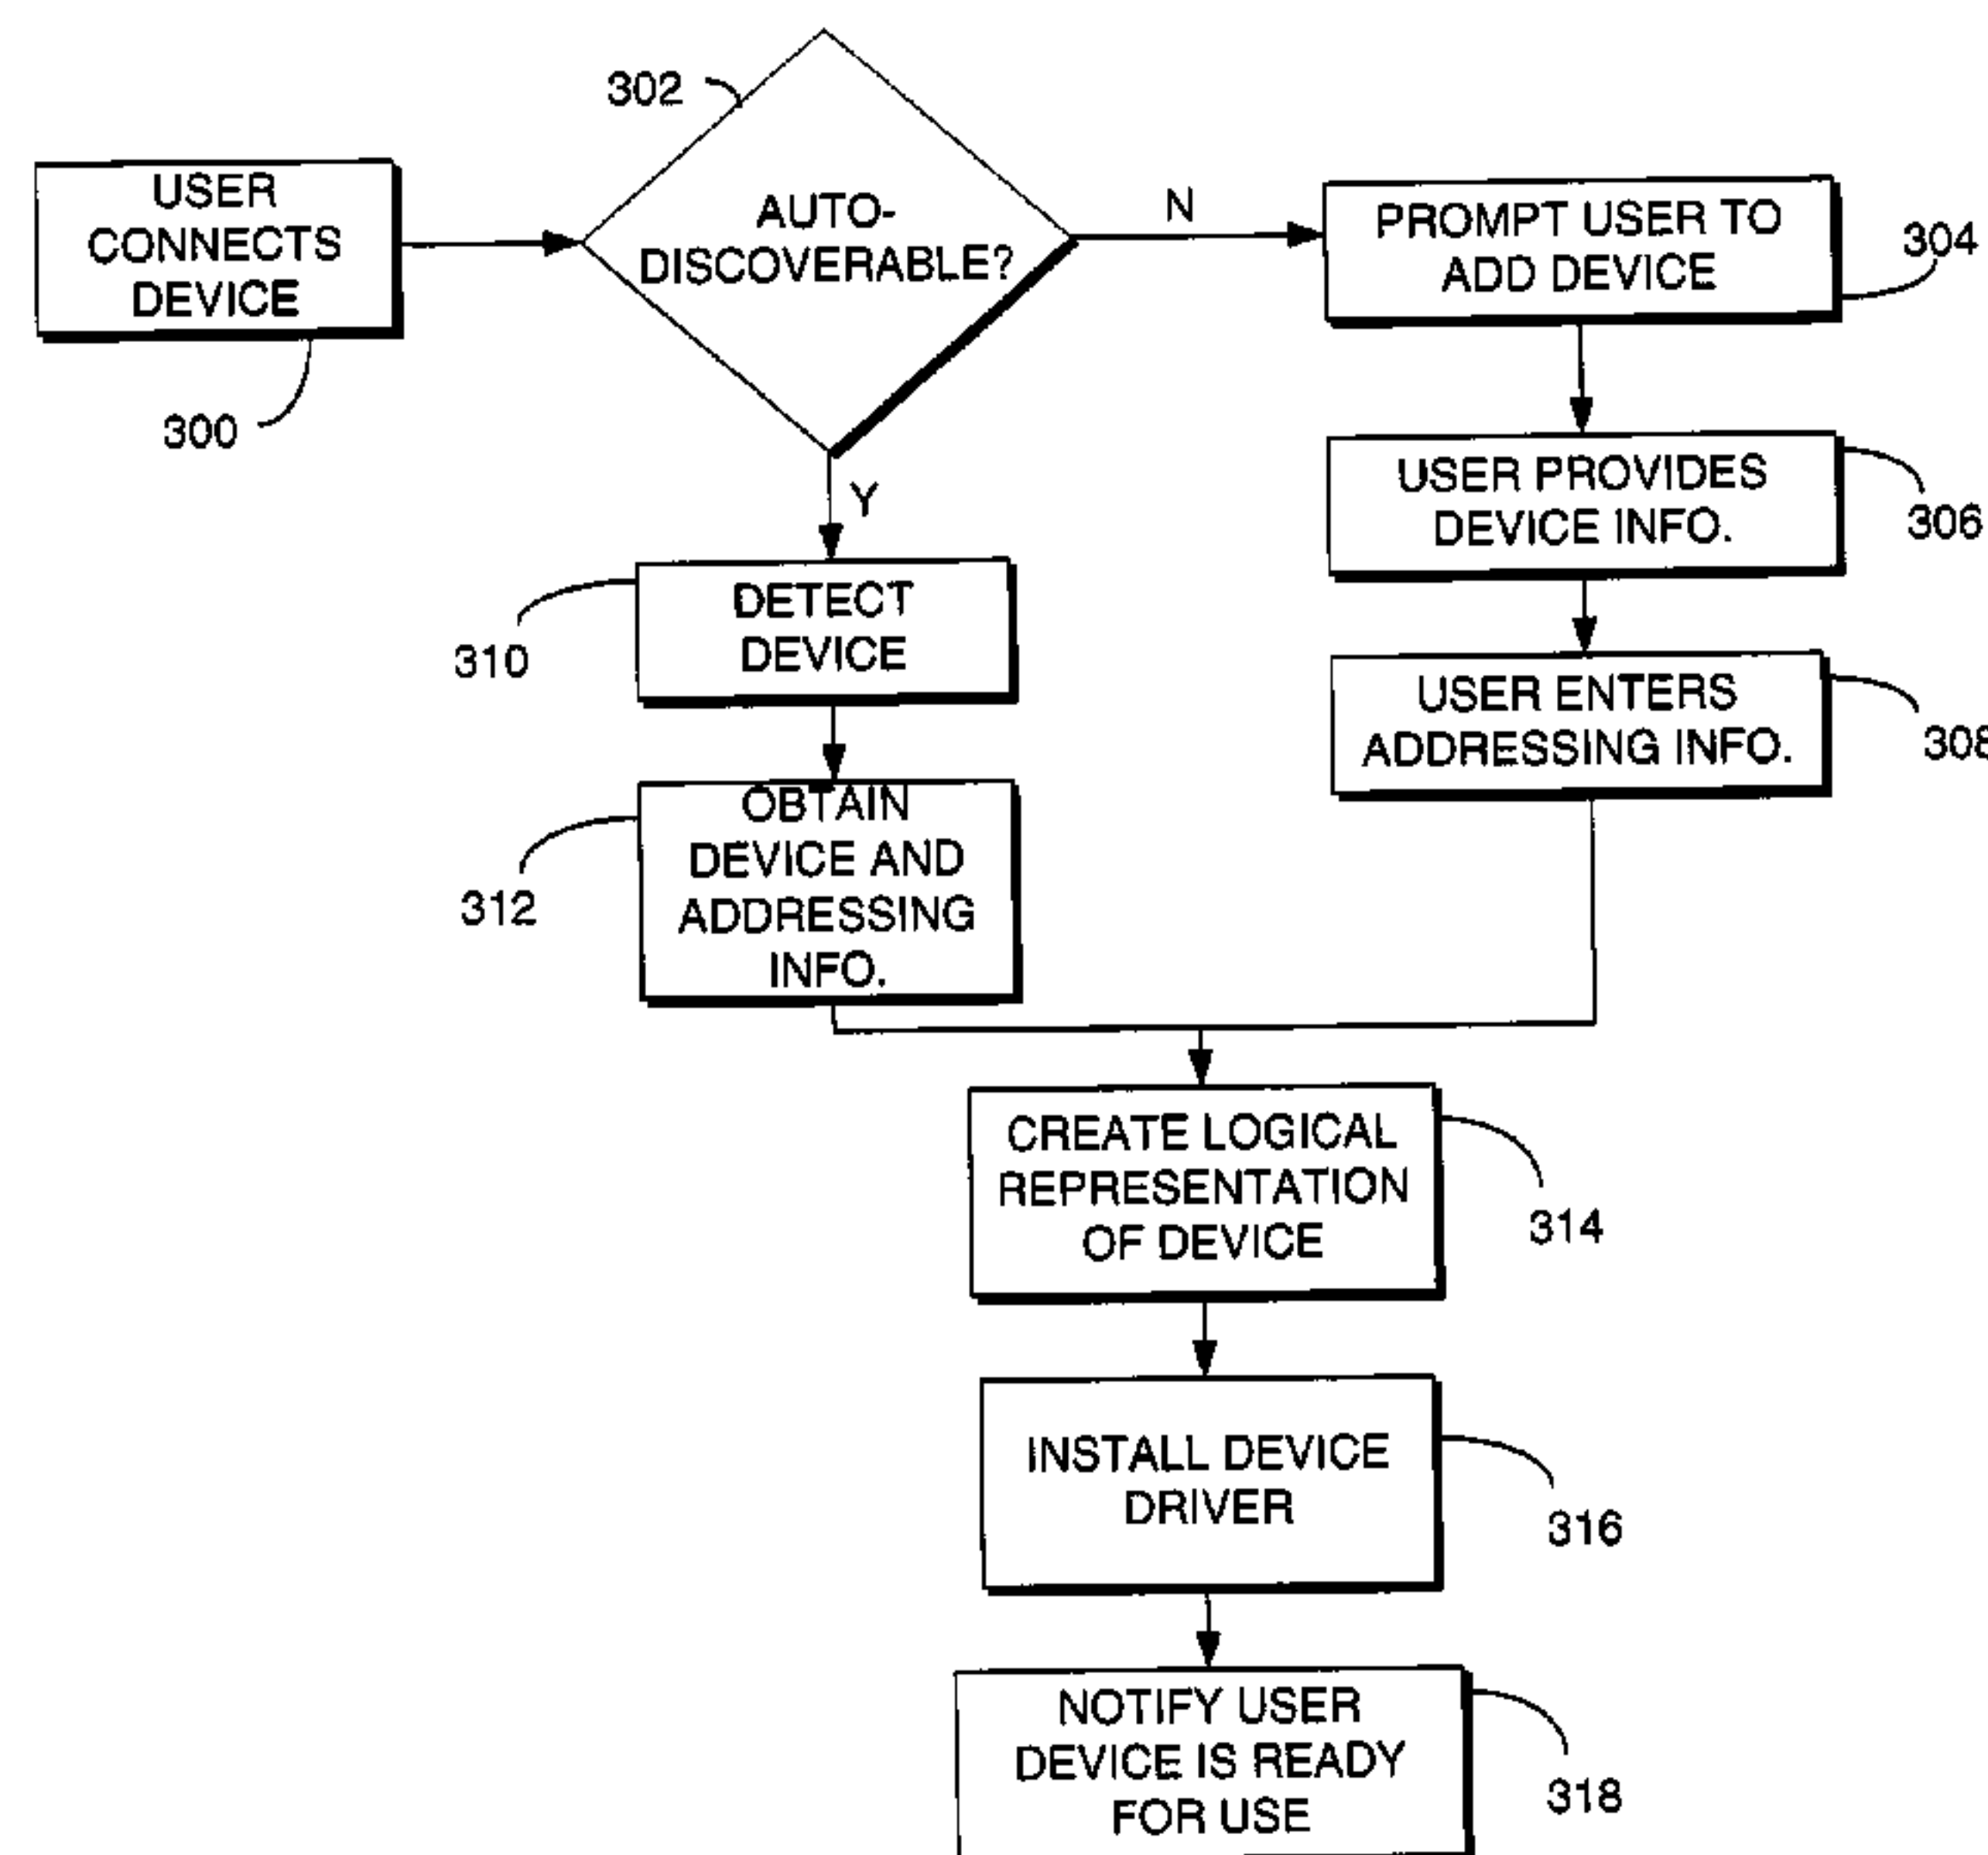 302
USER
CONNECTS
DEVICE
300
AUTO-
DISCOVERABLE?
N
Y
PROMPT USER TO
ADD DEVICE
304
USER PROVIDES
DEVICE INFO.
306
USER ENTERS
ADDRESSING INFO.
308
DETECT
DEVICE
310
OBTAIN
DEVICE AND
ADDRESSING
INFO.
312
CREATE LOGICAL
REPRESENTATION
OF DEVICE
314
INSTALL DEVICE
DRIVER
316
NOTIFY USER
DEVICE IS READY
FOR USE
318